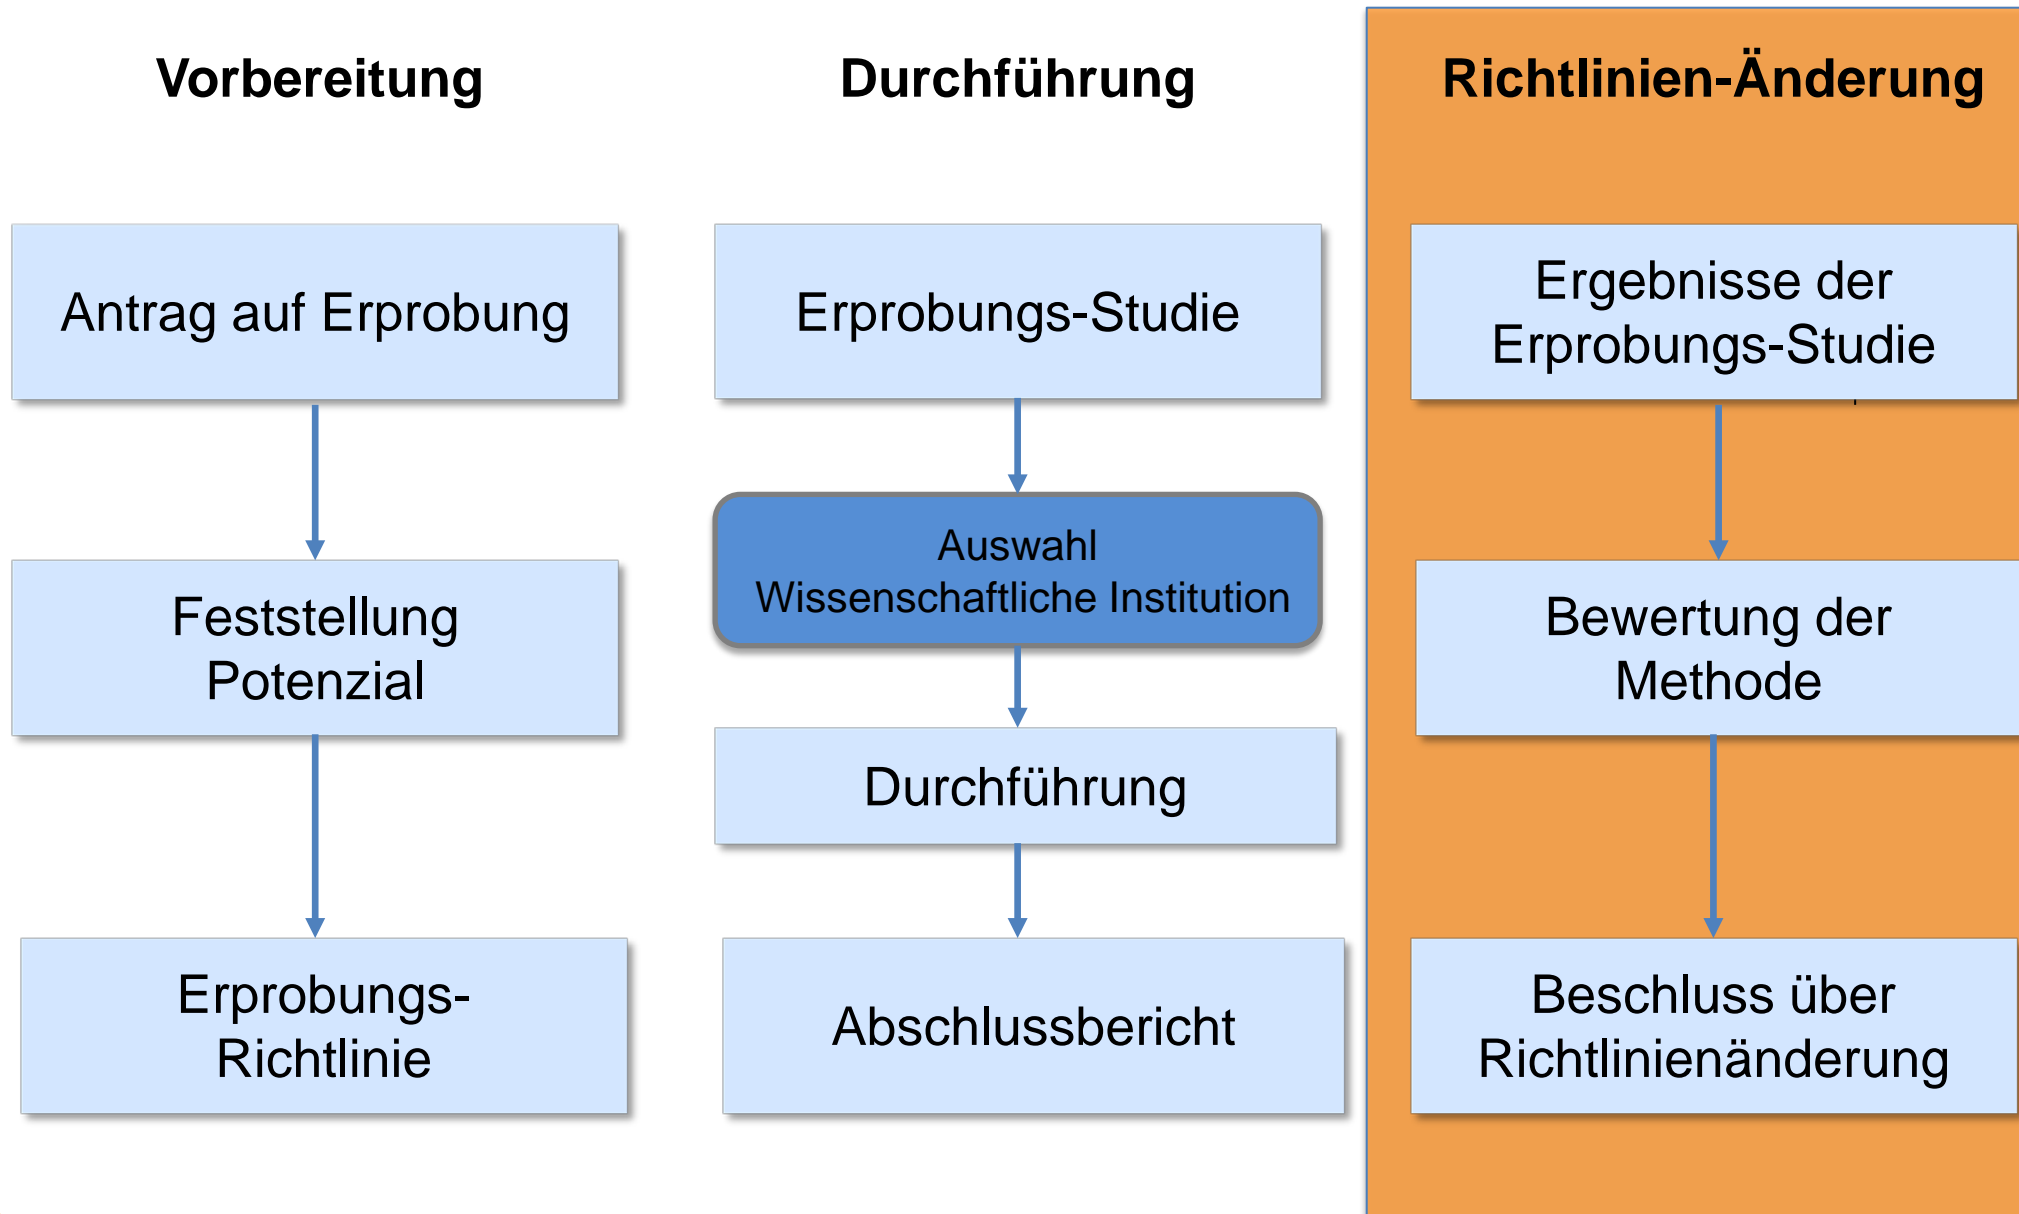 Vorbereitung
Antrag auf Erprobung
Feststellung
Potenzial
Erprobungs-
Richtlinie
Durchführung
Erprobungs-Studie
Auswahl
Wissenschaftliche Institution
Durchführung
Abschlussbericht
Richtlinien-Änderung
Ergebnisse der
Erprobungs-Studie
Bewertung der
Methode
Beschluss über
Richtlinienänderung